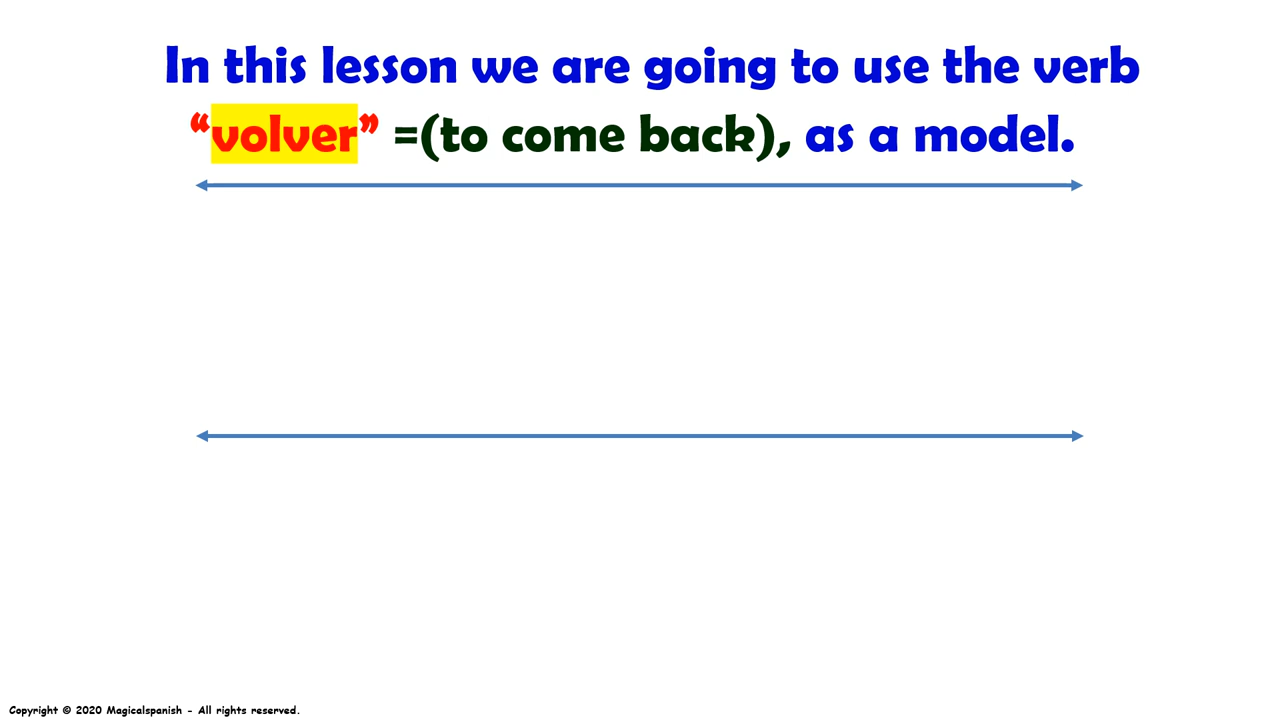 In this lesson we are going to use the verb
“volver” =(to come back), as a model.
Copyright © 2020 Magicalspanish - All rights reserved.